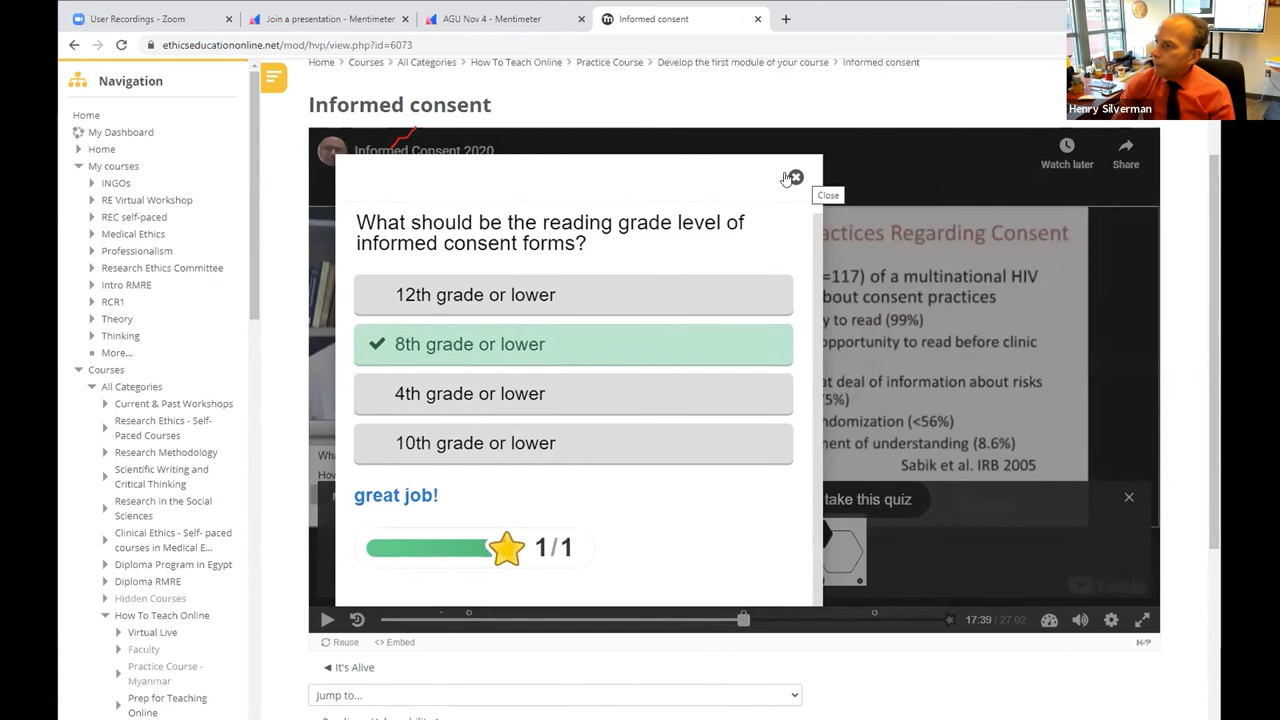 User Recordings - Zoom
Join a presentation - Mentimeter
AGU Nov 4 - Mentimeter
Informed consent
ethicseducationonline.net/mod/hvp/view.php?id=6073
Henry Silverman
Navigation
Home
My Dashboard
Home
My courses
INGOs
RE Virtual Workshop
REC self-paced
Medical Ethics
Professionalism
Research Ethics Committee
Intro RMRE
RCR1
Theory
Thinking
More...
Courses
All Categories
Current & Past Workshops
Research Ethics - Self-
Paced Courses
Research Methodology
Scientific Writing and
Critical Thinking
Research in the Social
Sciences
Clinical Ethics - Self- paced
courses in Medical E...
Diploma Program in Egypt
Diploma RMRE
Hidden Courses
How To Teach Online
Virtual Live
Faculty
Practice Course -
Myanmar
Prep for Teaching
Online
Home Courses All Categories How To Teach Online Practice Course Develop the first module of your course Informed consent
Informed consent
Informed Consent 2020
Watch later
Share
Close
What should be the reading grade level of
informed consent forms?
12th grade or lower
8th grade or lower
4th grade or lower
10th grade or lower
great job!
1/1
actices Regarding Consent
=117) of a multinational HIV
bout consent practices
y to read (99%)
opportunity to read before clinic
at deal of information about risks
5%)
ndomization (<56%)
ment of understanding (8.6%)
Sabik et al. IRB 2005
take this quiz
17:39 / 27:02
Reuse
<> Embed
H-P
◄ It's Alive
Jump to...